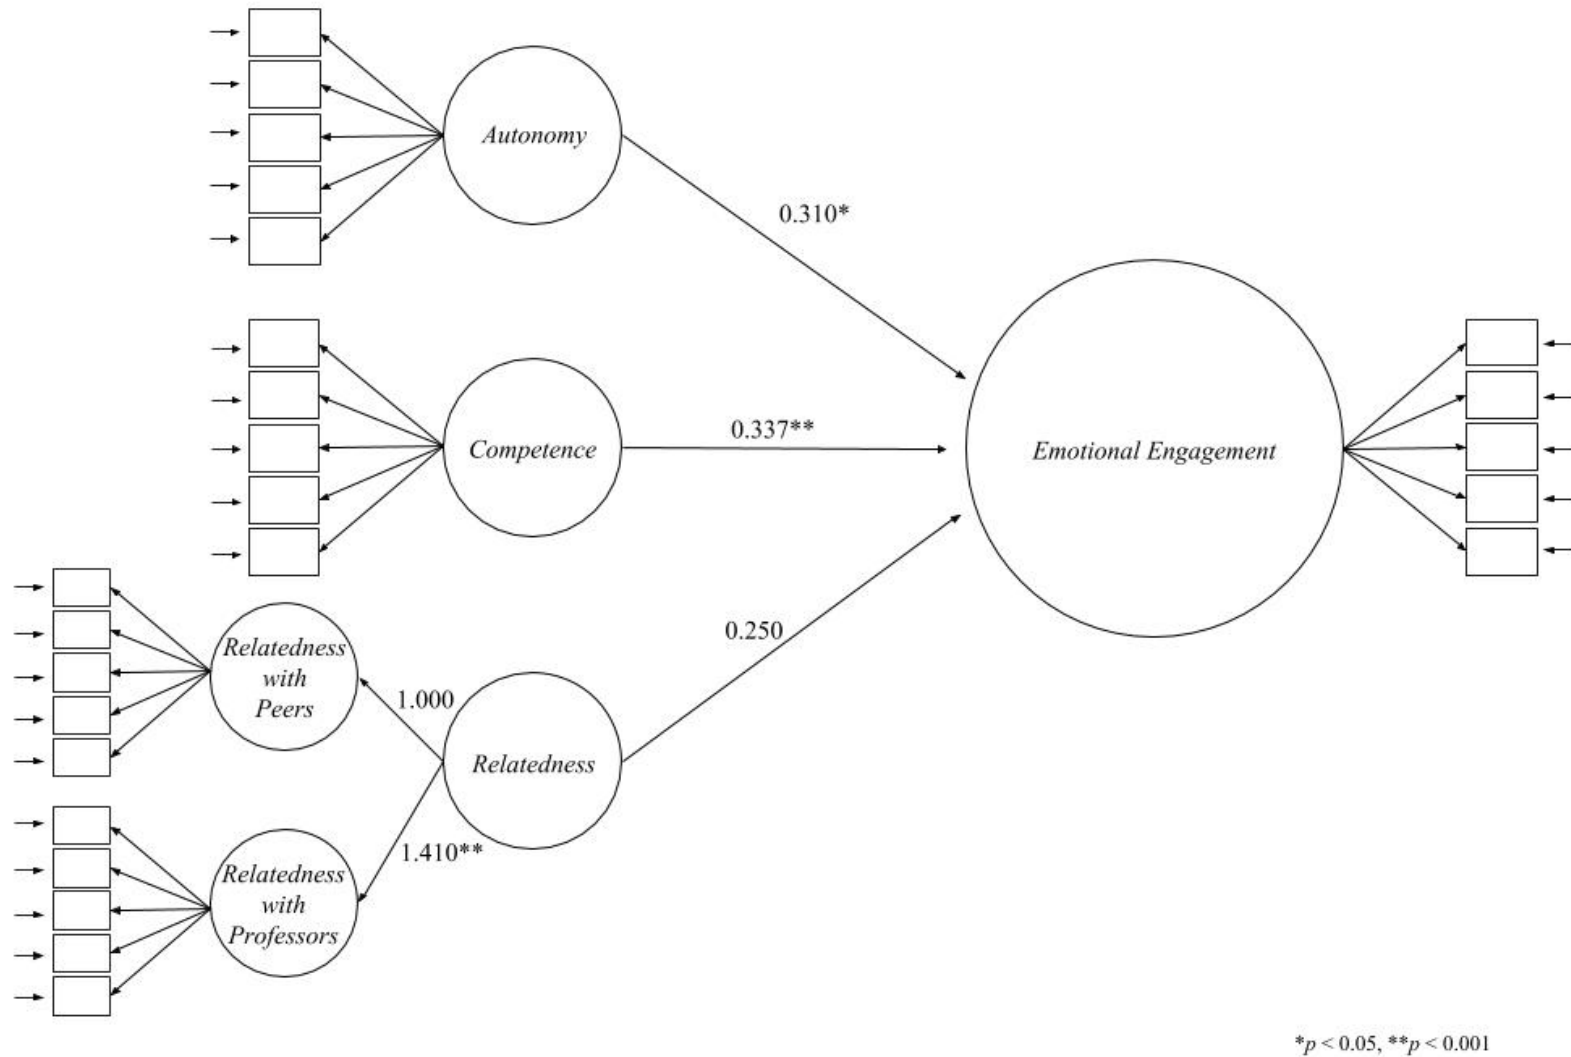 Autonomy
0.310*
0.337**
Competence
Emotional Engagement
0.250
Relatedness
with
Peers
1.000
Relatedness
1.410**
Relatedness
with
Professors
*p < 0.05, **p < 0.001